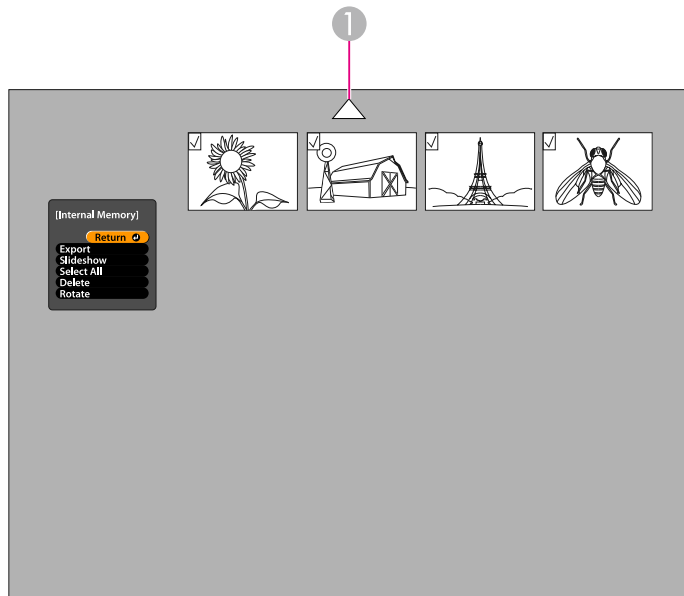 1
[Internal Memory]
Return
Export
Slideshow
Select All
Delete
Rotate